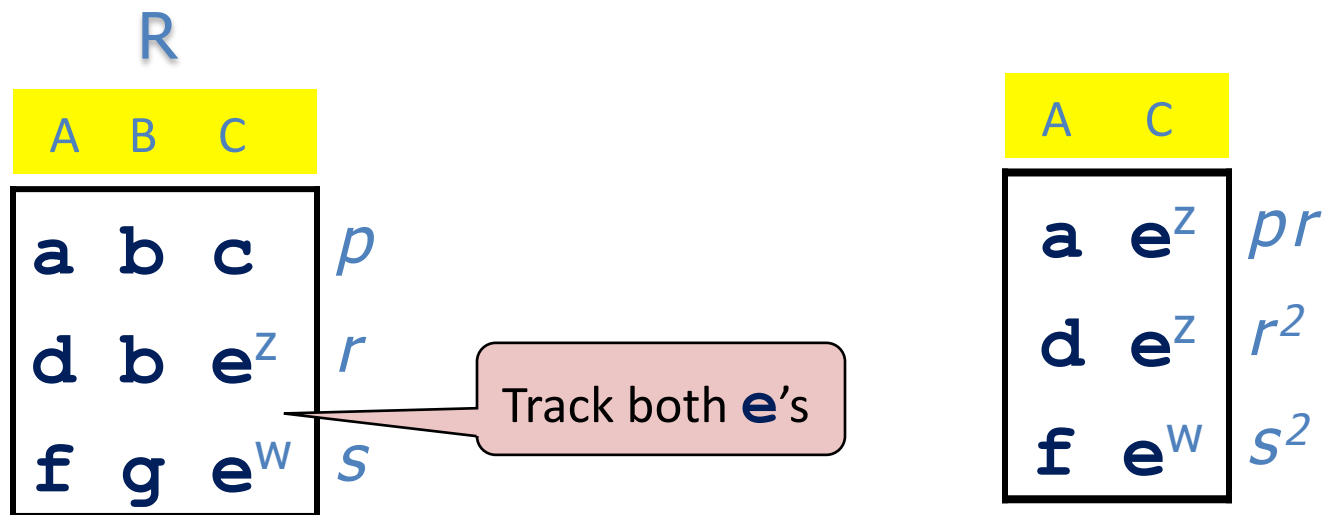 R
A B C
a b c p
d b e^z r
f g e^w s
Track both e's
A C
a e^z pr
d e^z r^2
f e^w s^2